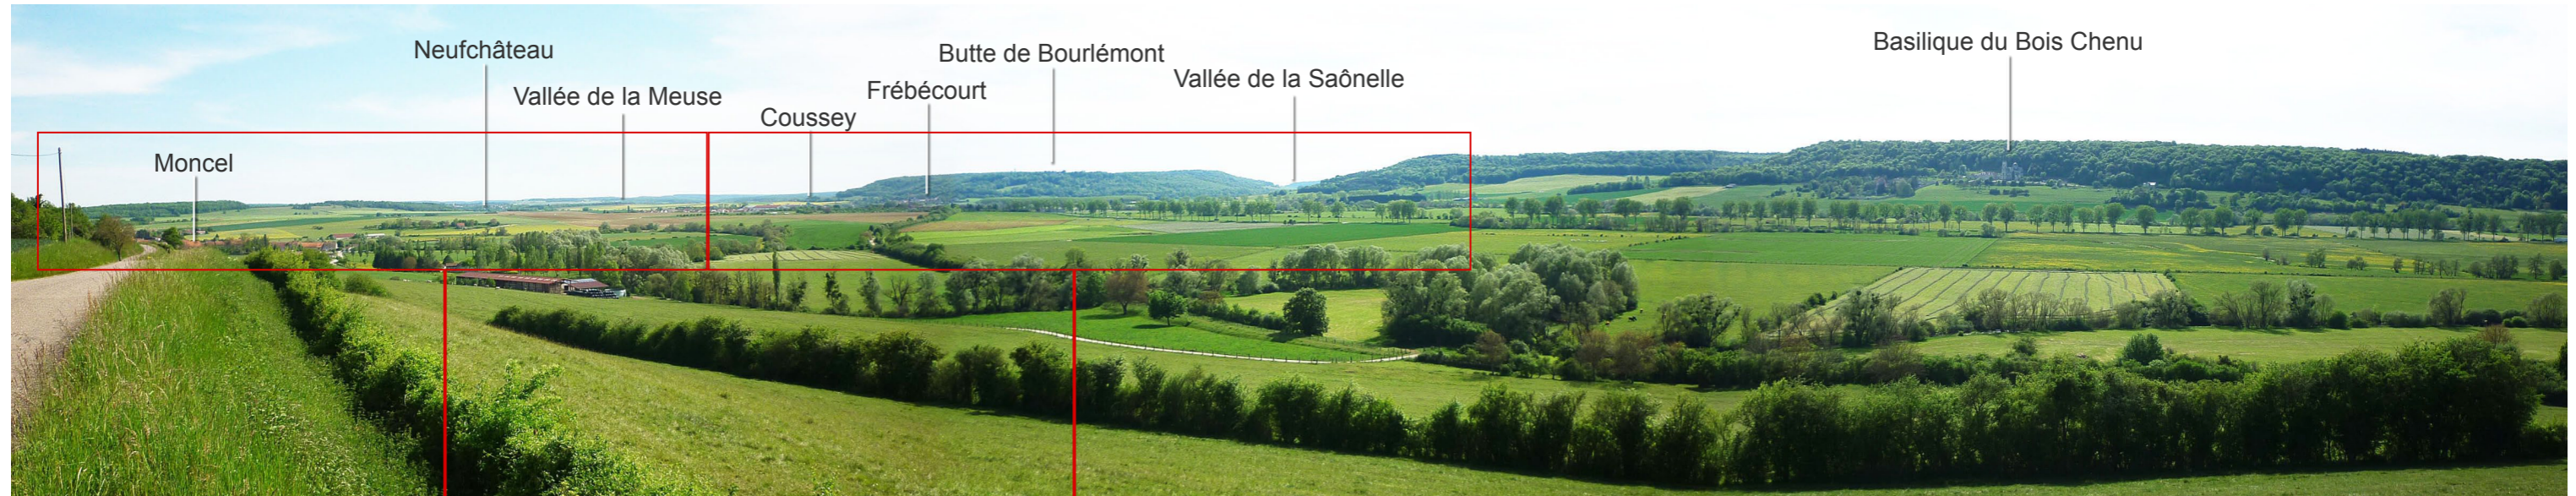 Neufchâteau
Vallée de la Meuse
Moncel
Coussey
Frébécourt
Butte de Bourlémont
Vallée de la Saônelle
Basilique du Bois Chenu